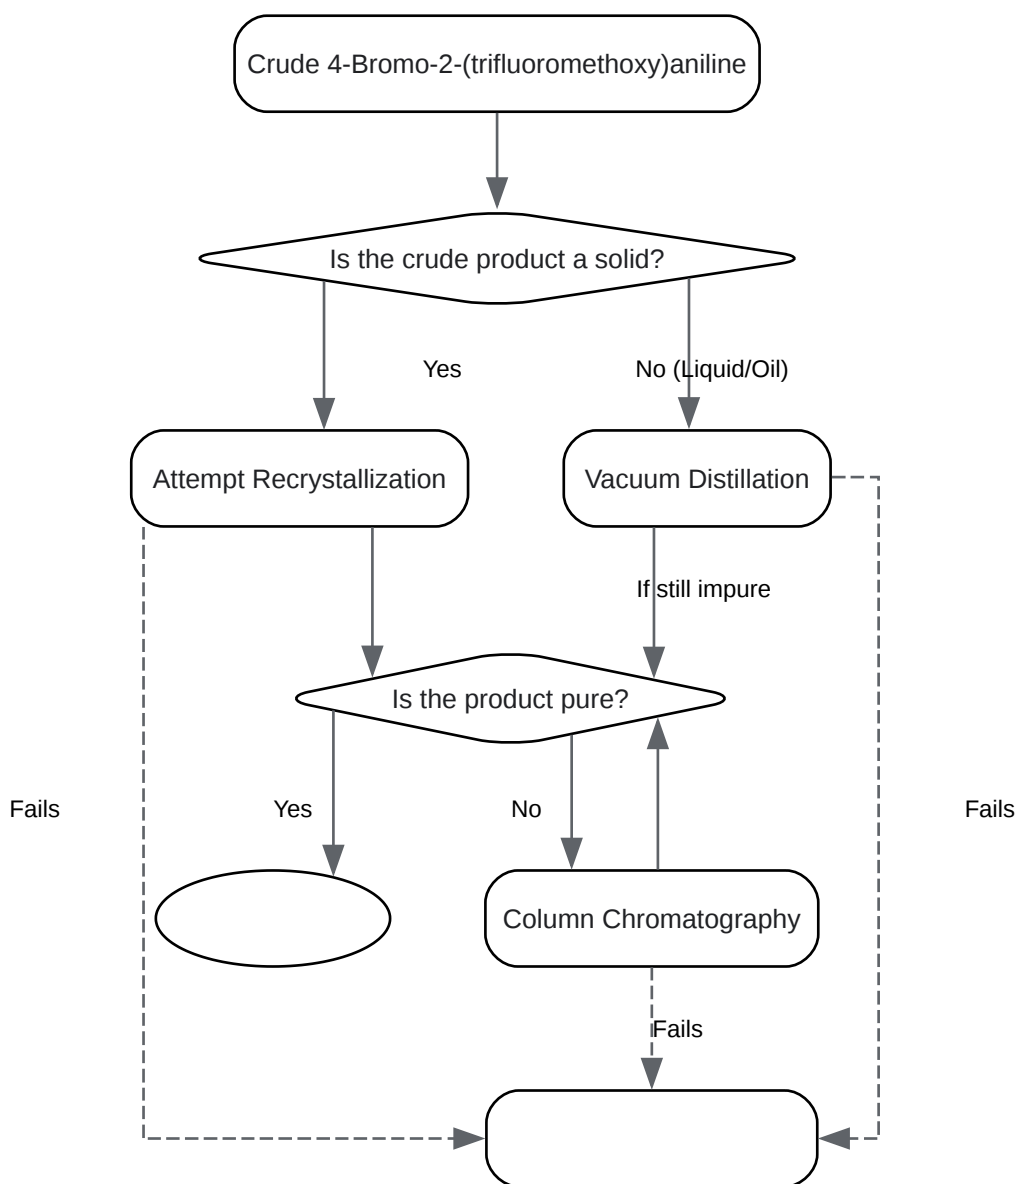 Crude 4-Bromo-2-(trifluoromethoxy)aniline
Is the crude product a solid?
Yes
No (Liquid/Oil)
Attempt Recrystallization
Vacuum Distillation
If still impure
Is the product pure?
Fails
Yes
No
Fails
Column Chromatography
Fails